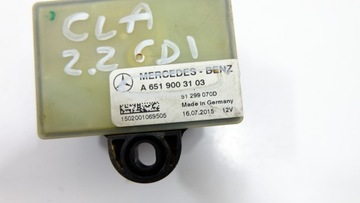 CLA
2.2 CDI
MERCEDES-BENZ
A 651 900 31 03
51 299 070D
Made in Germany
1502001069505
16.07.2015 12V